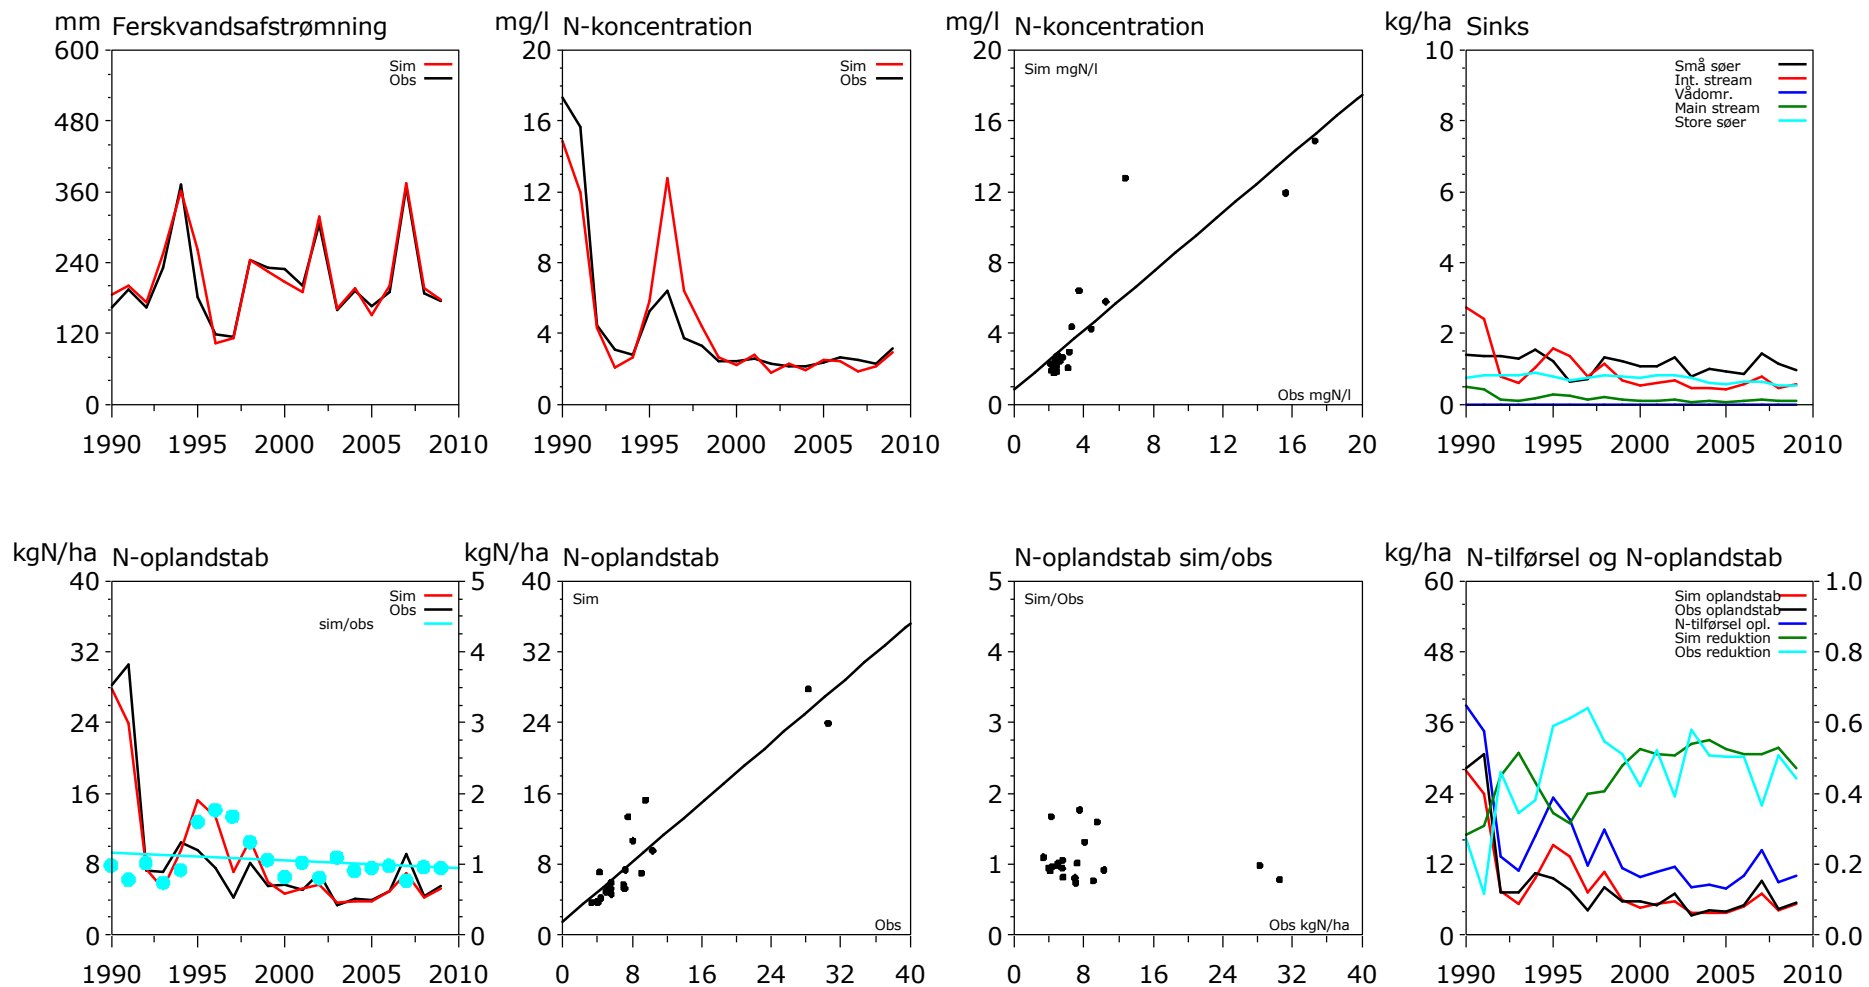 mm Ferskvandsafstrømning
600
480
360
240
120
0
Sim
Obs
1990 1995 2000 2005 2010
mg/l N-koncentration
20
16
12
8
4
0
Sim
Obs
1990 1995 2000 2005 2010
mg/l N-koncentration
20
16
12
8
4
0
Sim mgN/l
Obs mgN/l
0 4 8 12 16 20
kg/ha Sinks
10
8
6
4
2
0
Små søer
Int. stream
Vådomr.
Main stream
Store søer
1990 1995 2000 2005 2010
kgN/ha N-oplandstab
40
32
24
16
8
0
Sim
Obs
sim/obs
5
4
3
2
1
0
1990 1995 2000 2005 2010
kgN/ha N-oplandstab
40
32
24
16
8
0
Sim
Obs
0 8 16 24 32 40
N-oplandstab sim/obs
5
4
3
2
1
0
Sim/Obs
Obs kgN/ha
0 8 16 24 32 40
kg/ha N-tilførsel og N-oplandstab
60
48
36
24
12
0
Sim oplandstab
Obs oplandstab
N-tilførsel opl.
Sim reduktion
Obs reduktion
1.0
0.8
0.6
0.4
0.2
0.0
1990 1995 2000 2005 2010